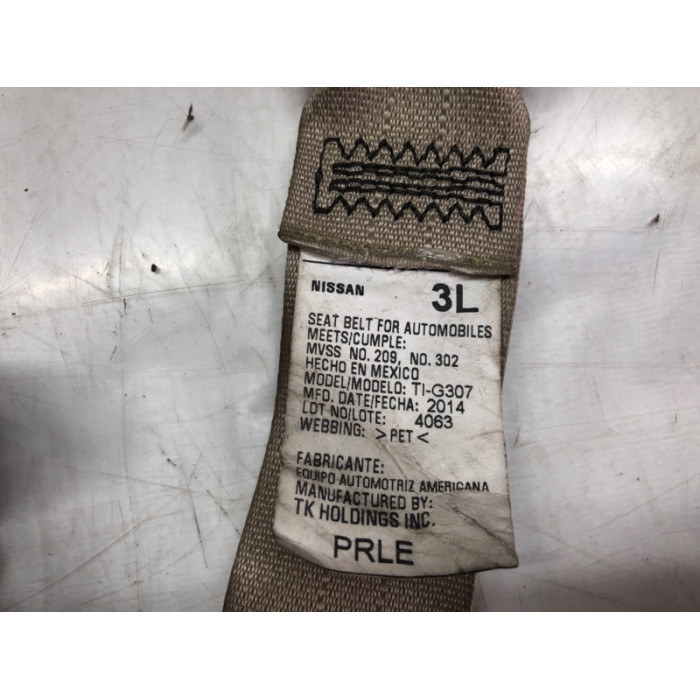 NISSAN 3L
SEAT BELT FOR AUTOMOBILES
MEETS/CUMPLE:
MVSS NO. 209, NO. 302
HECHO EN MEXICO
MODEL/MODELO: TI-G307
MFD. DATE/FECHA: 2014
LOT NO/LOTE: 4063
WEBBING: >PET<
FABRICANTE:
EQUIPO AUTOMOTRIZ AMERICANA
MANUFACTURED BY:
TK HOLDINGS INC.
PRLE